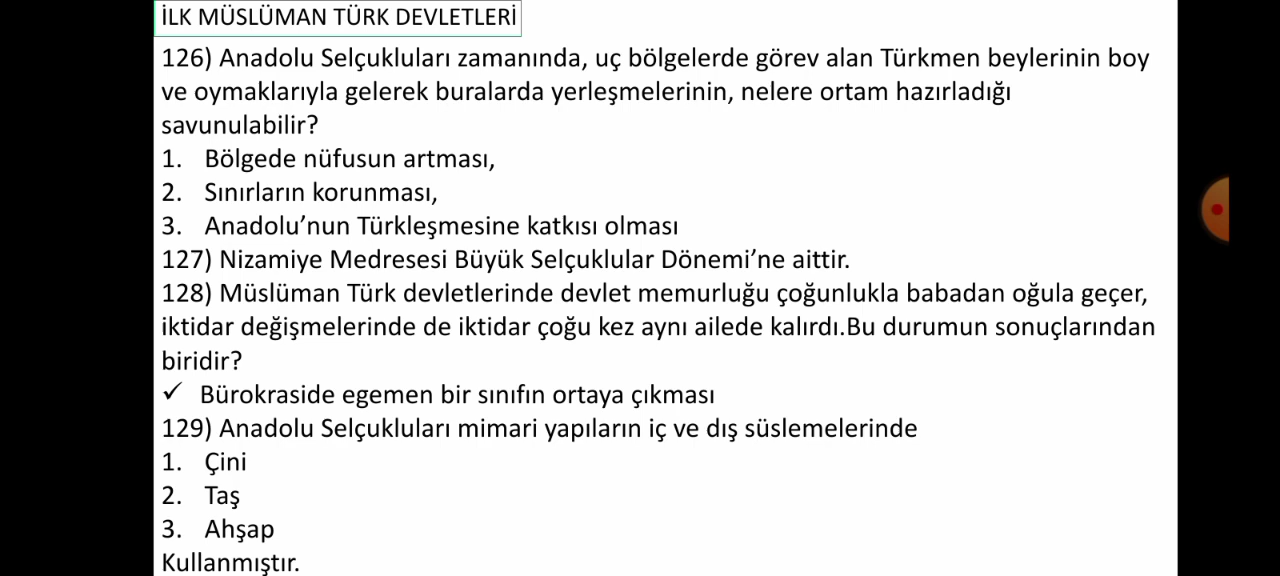 İLK MÜSLÜMAN TÜRK DEVLETLERİ
126) Anadolu Selçukluları zamanında, uç bölgelerde görev alan Türkmen beylerinin boy
ve oymaklarıyla gelerek buralarda yerleşmelerinin, nelere ortam hazırladığı
savunulabilir?
1. Bölgede nüfusun artması,
2. Sınırların korunması,
3. Anadolu’nun Türkleşmesine katkısı olması
127) Nizamiye Medresesi Büyük Selçuklular Dönemi’ne aittir.
128) Müslüman Türk devletlerinde devlet memurluğu çoğunlukla babadan oğula geçer,
iktidar değişmelerinde de iktidar çoğu kez aynı ailede kalırdı.Bu durumun sonuçlarından
biridir?
✓ Bürokraside egemen bir sınıfın ortaya çıkması
129) Anadolu Selçukluları mimari yapıların iç ve dış süslemelerinde
1. Çini
2. Taş
3. Ahşap
Kullanmıştır.